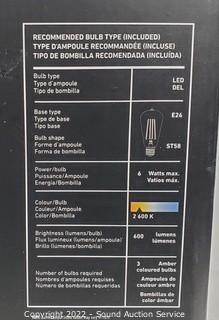 RECOMMENDED BULB TYPE (INCLUDED)
TYPE D'AMPOULE RECOMMANDÉE (INCLUSE)
TIPO DE BOMBILLA RECOMENDADA (INCLUÍDA)
Bulb type
Type d'ampoule
Tipo de bombilla
LED
DEL
Base type
Type de base
Tipo base
E26
Bulb shape
Forme d'ampoule
Forma de bombilla
ST58
Power/bulb
Puissance/Ampoule
Energía/Bombilla
6 Watts max.
Vatios máx.
Colour/Bulb
Couleur/Ampoule
Color/Bombilla
2 600 K
Brightness (lumens/bulb)
Flux lumineux (lumens/ampoule)
Brillo (lúmenes/bombilla)
600 lumens
lúmenes
Number of bulbs required
Nombre d'ampoules requises
Número de bombillas requeridas
3 Amber
coloured bulbs
Ampoules de
couleur ambre
Bombillas de
color ámbar
Copyright 2022 - Sound Auction Service